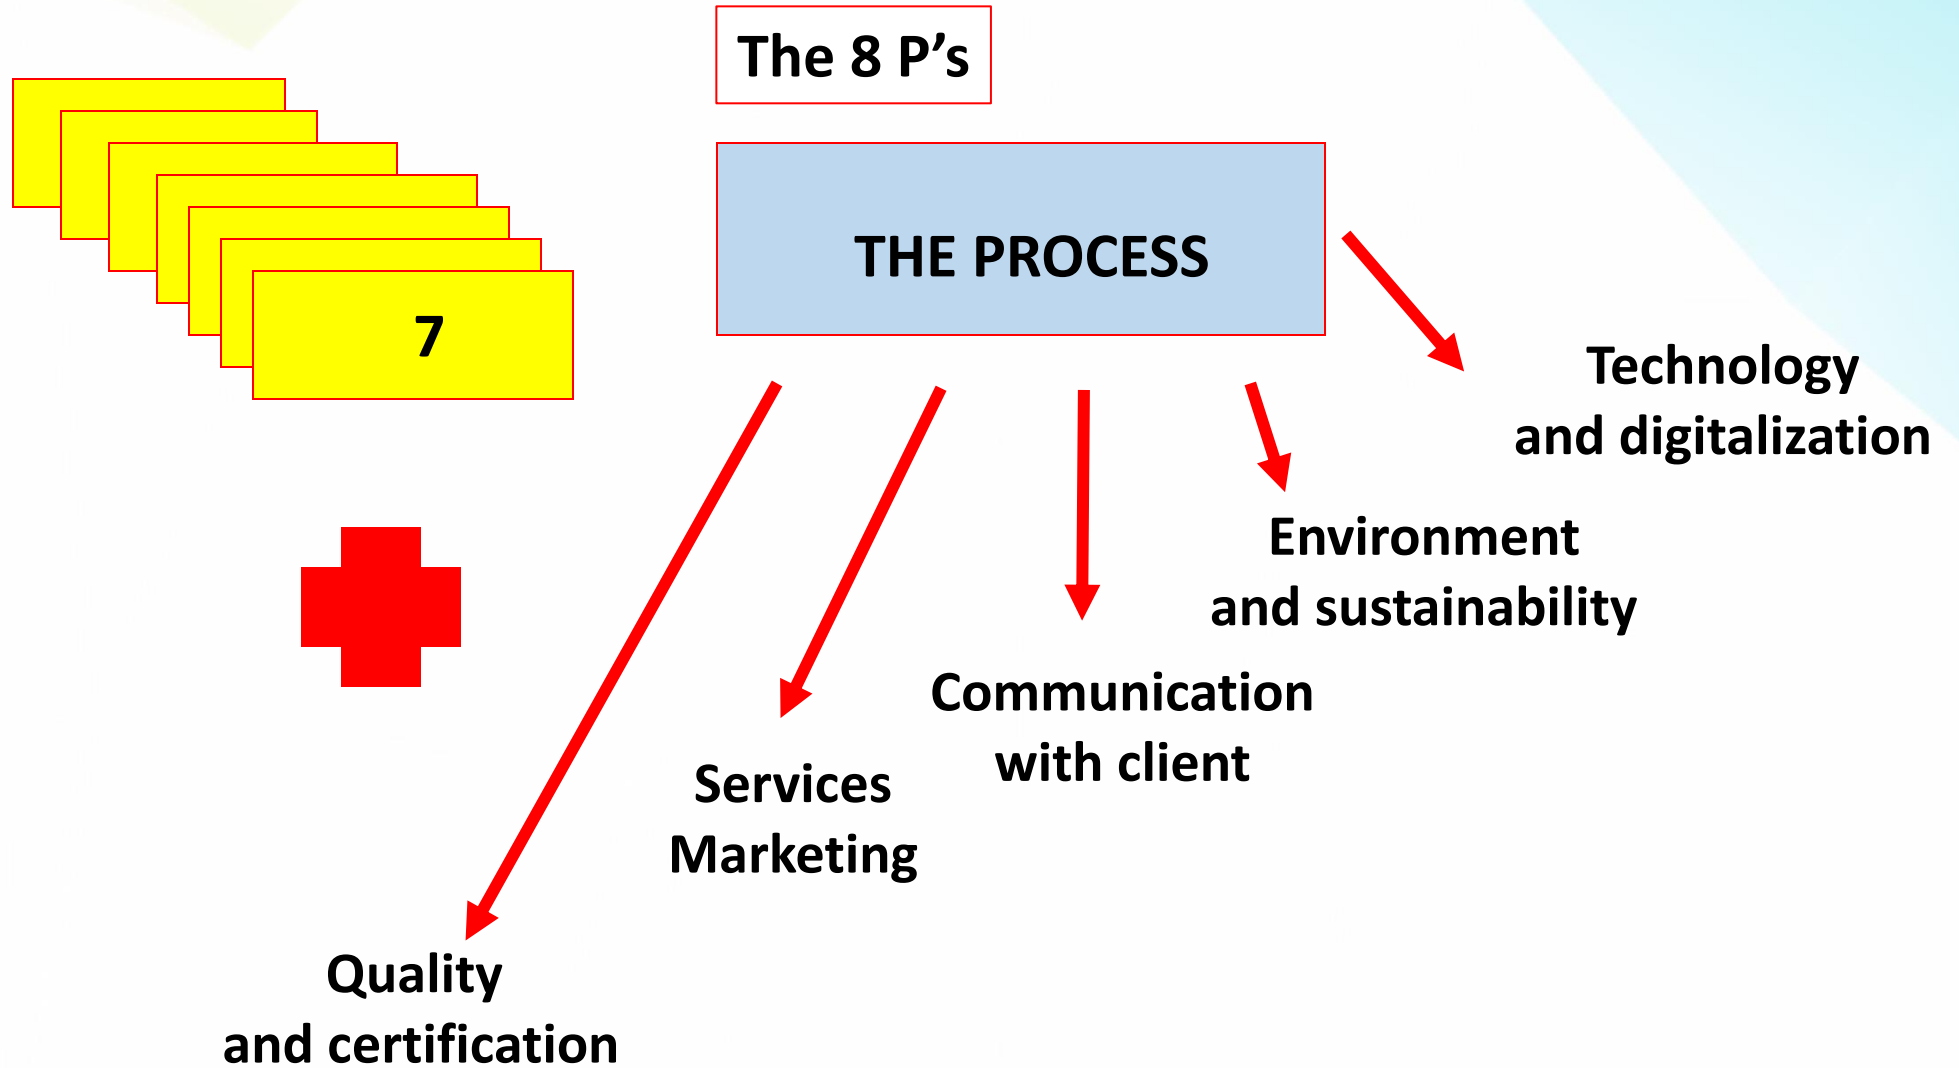 The 8 P’s
THE PROCESS
7
Technology
and digitalization
Environment
and sustainability
Communication
with client
Services
Marketing
Quality
and certification